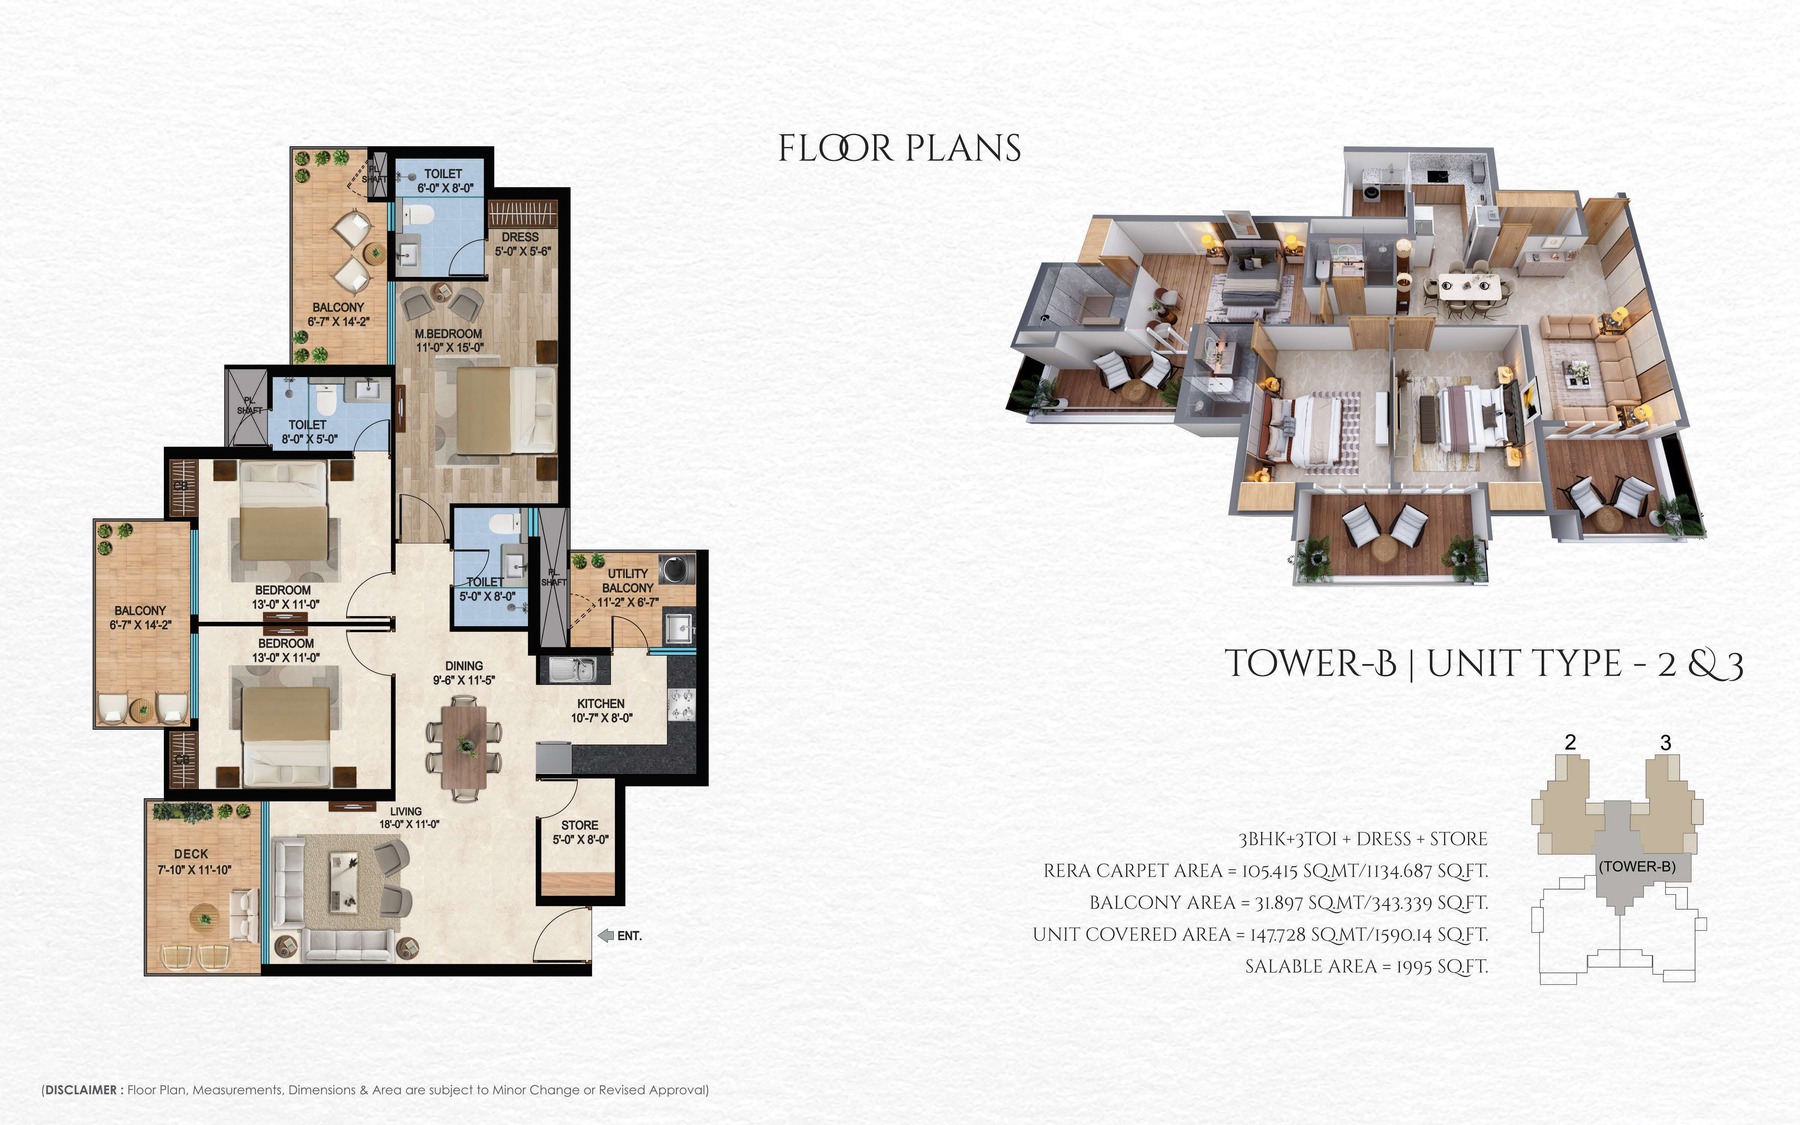 FLOOR PLANS
PL.
SHAFT
TOILET
6'-0" X 8'-0"
DRESS
5'-0" X 5'-6"
BALCONY
6'-7" X 14'-2"
M.BEDROOM
11'-0" X 15'-0"
PL.
SHAFT
TOILET
8'-0" X 5'-0"
CB
BEDROOM
13'-0" X 11'-0"
TOILET
5'-0" X 8'-0"
PL.
SHAFT
UTILITY
BALCONY
11'-2" X 6'-7"
BALCONY
6'-7" X 14'-2"
BEDROOM
13'-0" X 11'-0"
DINING
9'-6" X 11'-5"
KITCHEN
10'-7" X 8'-0"
CB
LIVING
18'-0" X 11'-0"
STORE
5'-0" X 8'-0"
DECK
7'-10" X 11'-10"
ENT.
TOWER-B | UNIT TYPE - 2 & 3
2 3
(TOWER-B)
3BHK+3TOI + DRESS + STORE
RERA CARPET AREA = 105.415 SQ.MT/1134.687 SQ.FT.
BALCONY AREA = 31.897 SQ.MT/343.339 SQ.FT.
UNIT COVERED AREA = 147.728 SQ.MT/1590.14 SQ.FT.
SALABLE AREA = 1995 SQ.FT.
(DISCLAIMER : Floor Plan, Measurements, Dimensions & Area are subject to Minor Change or Revised Approval)